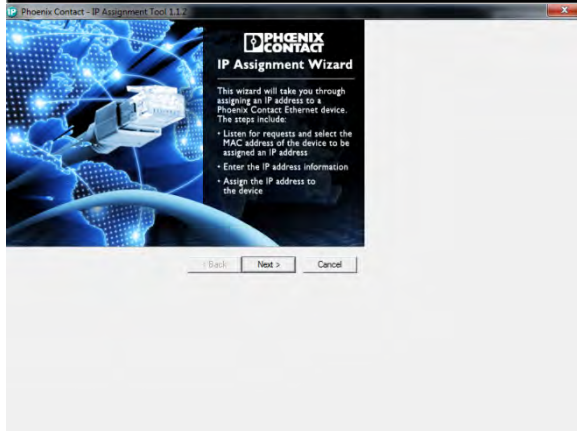 Phoenix Contact - IP Assignment Tool 1.1.2
PHŒNIX
CONTACT
IP Assignment Wizard
This wizard will take you through
assigning an IP address to a
Phoenix Contact Ethernet device.
The steps include:
• Listen for requests and select the
MAC address of the device to be
assigned an IP address
• Enter the IP address information
• Assign the IP address to
the device
< Back Next > Cancel